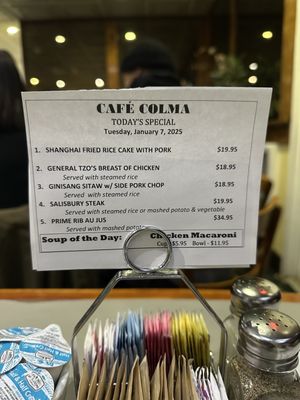 CAFÉ COLMA
TODAY'S SPECIAL
Tuesday, January 7, 2025
1. SHANGHAI FRIED RICE CAKE WITH PORK $19.95
2. GENERAL TZO'S BREAST OF CHICKEN $18.95
Served with steamed rice
3. GINISANG SITAW w/ SIDE PORK CHOP $18.95
Served with steamed rice
4. SALISBURY STEAK $19.95
Served with steamed rice or mashed potato & vegetable
5. PRIME RIB AU JUS $34.95
Served with mashed
Soup of the Day: Chicken Macaroni
Cup $5.95 Bowl - $11.95
Half & Half